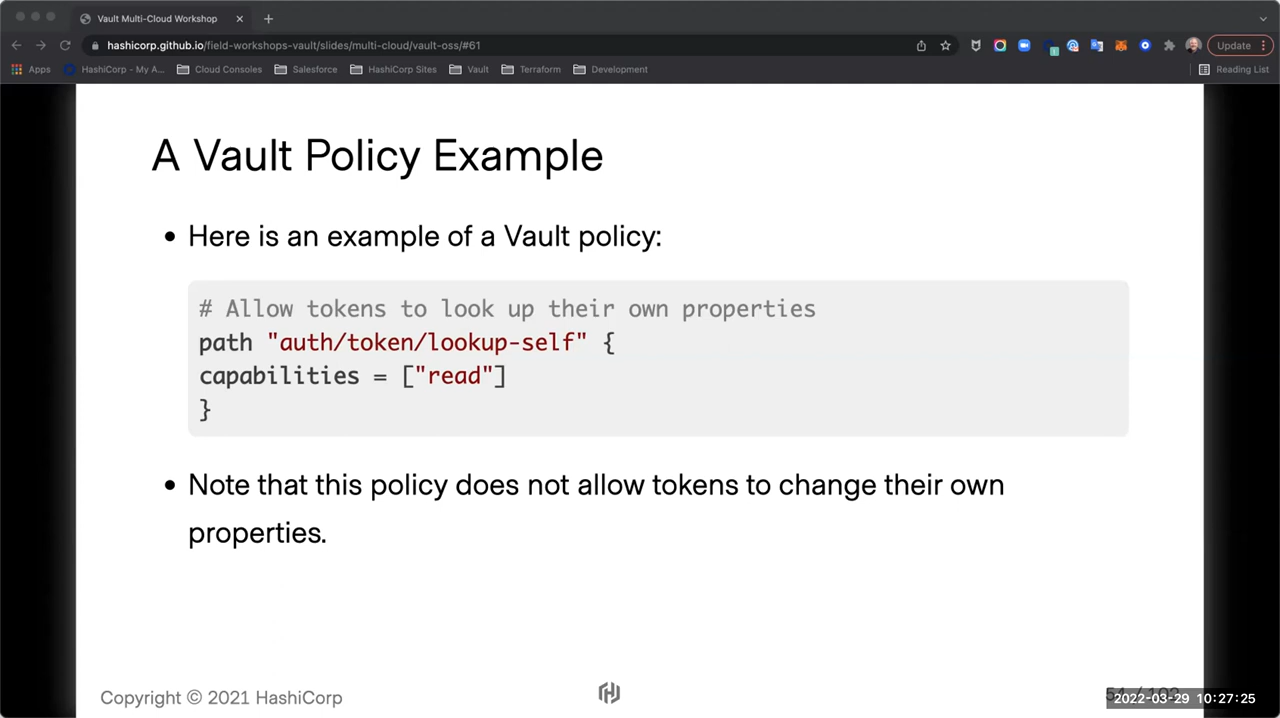 Vault Multi-Cloud Workshop
hashicorp.github.io/field-workshops-vault/slides/multi-cloud/vault-oss/#61
Update
Apps
HashiCorp - My A...
Cloud Consoles
Salesforce
HashiCorp Sites
Vault
Terraform
Development
Reading List
A Vault Policy Example
• Here is an example of a Vault policy:
# Allow tokens to look up their own properties
path "auth/token/lookup-self" {
capabilities = ["read"]
}
• Note that this policy does not allow tokens to change their own
properties.
Copyright © 2021 HashiCorp
2022-03-29 10:27:25